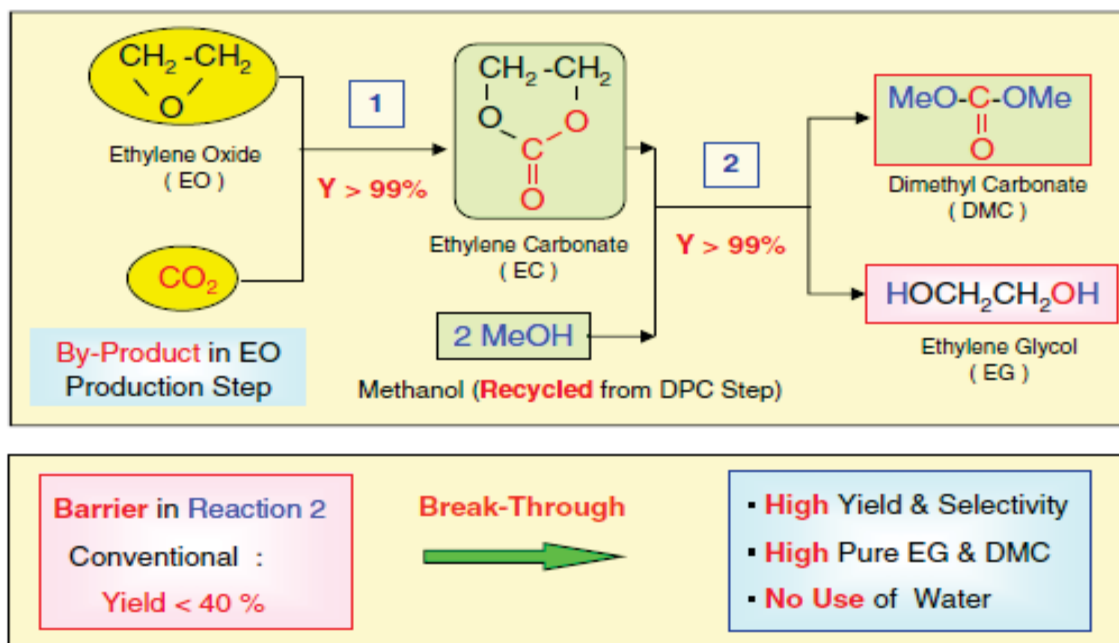 CH2-CH2
O
Ethylene Oxide
( EO )
1
Y > 99%
CO2
By-Product in EO
Production Step
CH2-CH2
O O
C
O
Ethylene Carbonate
( EC )
2 MeOH
Methanol (Recycled from DPC Step)
2
Y > 99%
MeO-C-OMe
O
Dimethyl Carbonate
( DMC )
HOCH2CH2OH
Ethylene Glycol
( EG )
Barrier in Reaction 2
Conventional :
Yield < 40 %
Break-Through
▪ High Yield & Selectivity
▪ High Pure EG & DMC
▪ No Use of Water